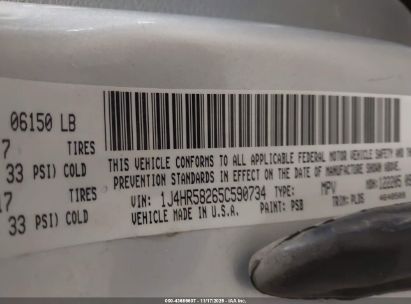 06150 LB
7 TIRES
33 PSI) COLD
17 TIRES
33 PSI) COLD
THIS VEHICLE CONFORMS TO ALL APPLICABLE FEDERAL MOTOR VEHICLE SAFETY AND
PREVENTION STANDARDS IN EFFECT ON THE DATE OF MANUFACTURE SHOWN ABOVE.
VIN: 1J4HR58265C590734 TYPE: MPV
VEHICLE MADE IN U.S.A. PAINT: PSB TRIM: